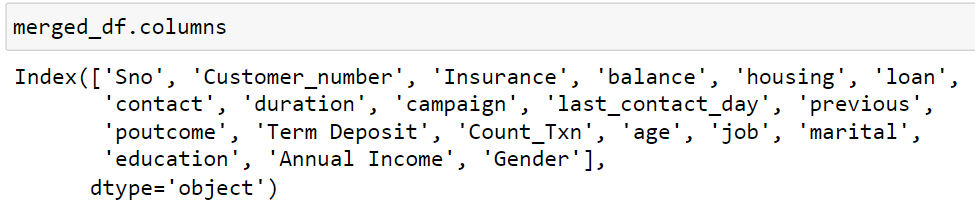 merged_df.columns
Index(['Sno', 'Customer_number', 'Insurance', 'balance', 'housing', 'loan',
'contact', 'duration', 'campaign', 'last_contact_day', 'previous',
'poutcome', 'Term Deposit', 'Count_Txn', 'age', 'job', 'marital',
'education', 'Annual Income', 'Gender'],
dtype='object')